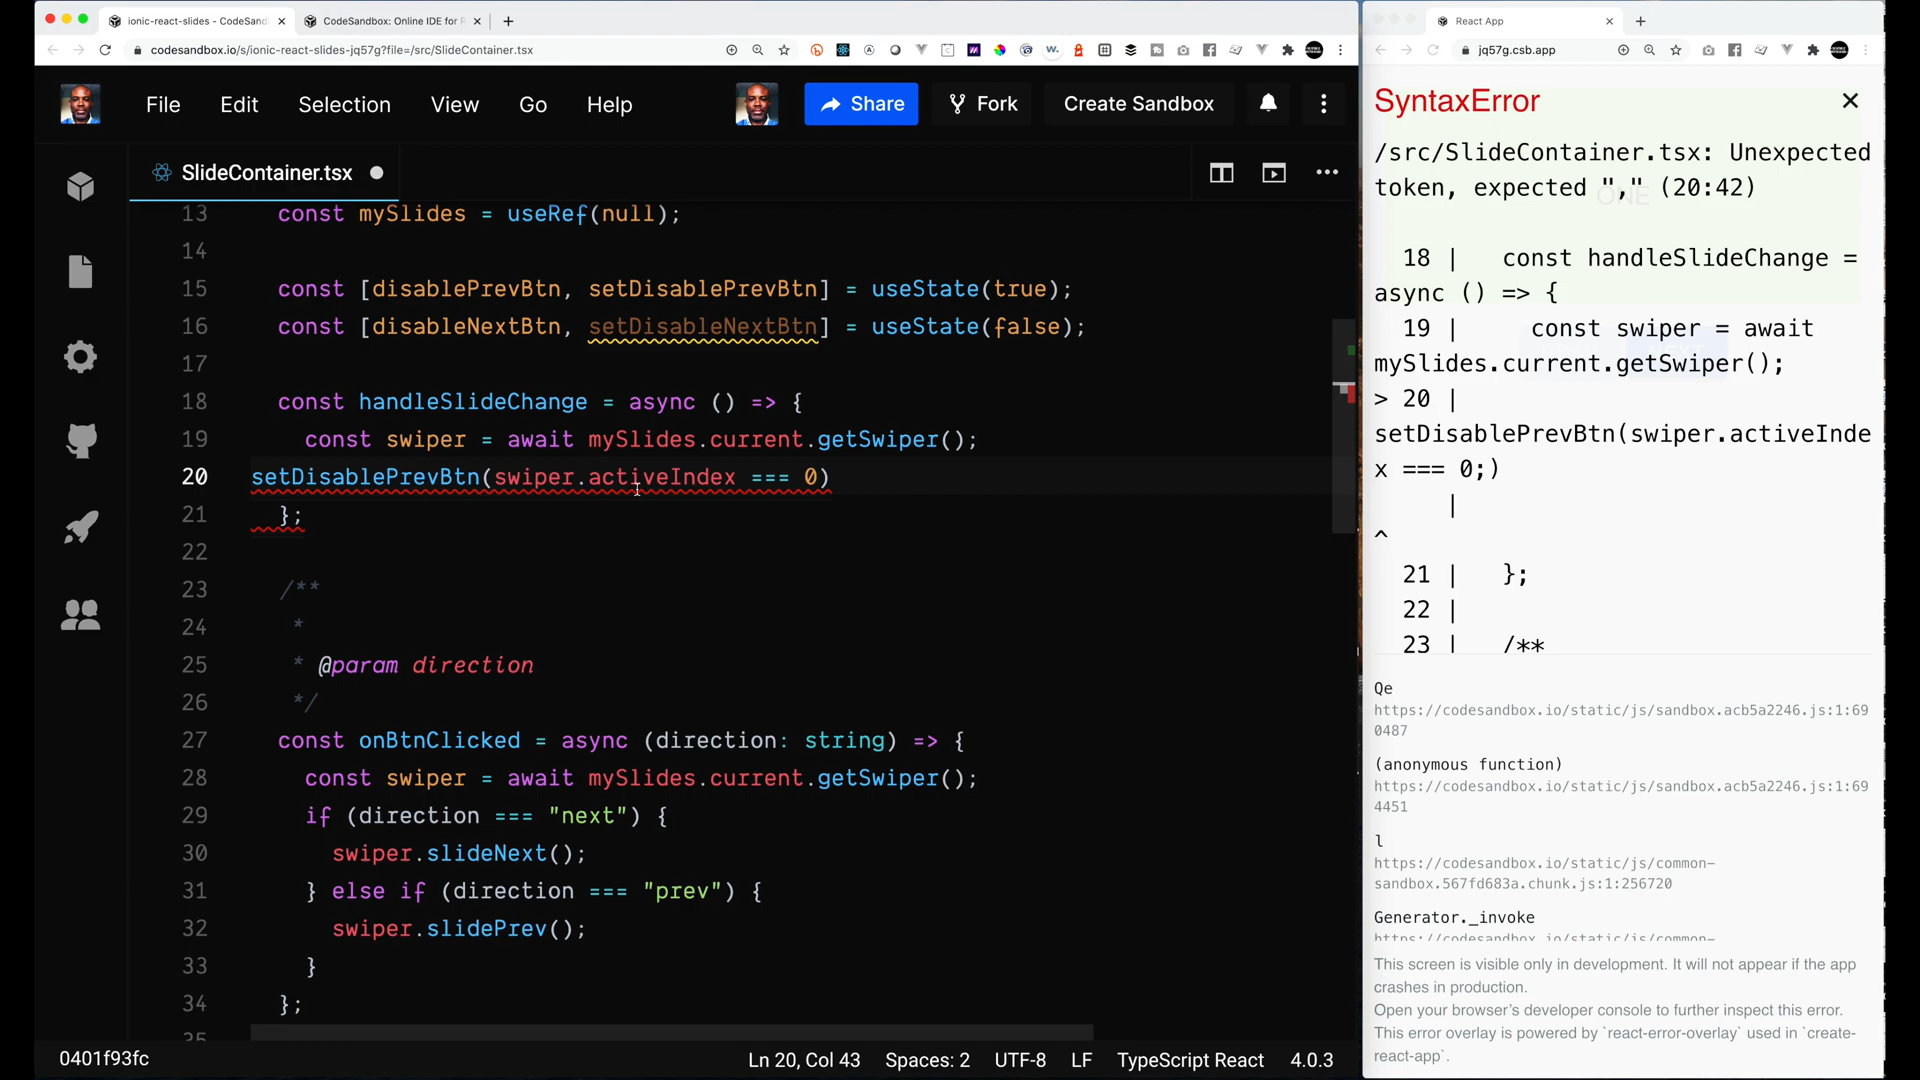 ionic-react-slides - CodeSand
CodeSandbox: Online IDE for R
codesandbox.io/s/ionic-react-slides-jq57g?file=/src/SlideContainer.tsx
File Edit Selection View Go Help
Share Fork Create Sandbox
SlideContainer.tsx
13 const mySlides = useRef(null);
14
15 const [disablePrevBtn, setDisablePrevBtn] = useState(true);
16 const [disableNextBtn, setDisableNextBtn] = useState(false);
17
18 const handleSlideChange = async () => {
19 const swiper = await mySlides.current.getSwiper();
20 setDisablePrevBtn(swiper.activeIndex === 0)
21 };
22
23 /**
24 *
25 * @param direction
26 */
27 const onBtnClicked = async (direction: string) => {
28 const swiper = await mySlides.current.getSwiper();
29 if (direction === "next") {
30 swiper.slideNext();
31 } else if (direction === "prev") {
32 swiper.slidePrev();
33 }
34 };
35
0401f93fc
Ln 20, Col 43 Spaces: 2 UTF-8 LF TypeScript React 4.0.3
React App
jq57g.csb.app
SyntaxError
/src/SlideContainer.tsx: Unexpected
token, expected "," (20:42)
ONE
18 | const handleSlideChange =
async () => {
19 | const swiper = await
mySlides.current.getSwiper();
> 20 |
setDisablePrevBtn(swiper.activeInde
x === 0;)
|
^
21 | };
22 |
23 | /**
Qe
https://codesandbox.io/static/js/sandbox.acb5a2246.js:1:69
0487
(anonymous function)
https://codesandbox.io/static/js/sandbox.acb5a2246.js:1:69
4451
l
https://codesandbox.io/static/js/common-
sandbox.567fd683a.chunk.js:1:256720
Generator._invoke
https://codesandbox.io/static/js/common-
This screen is visible only in development. It will not appear if the app
crashes in production.
Open your browser's developer console to further inspect this error.
This error overlay is powered by `react-error-overlay` used in `create-
react-app`.